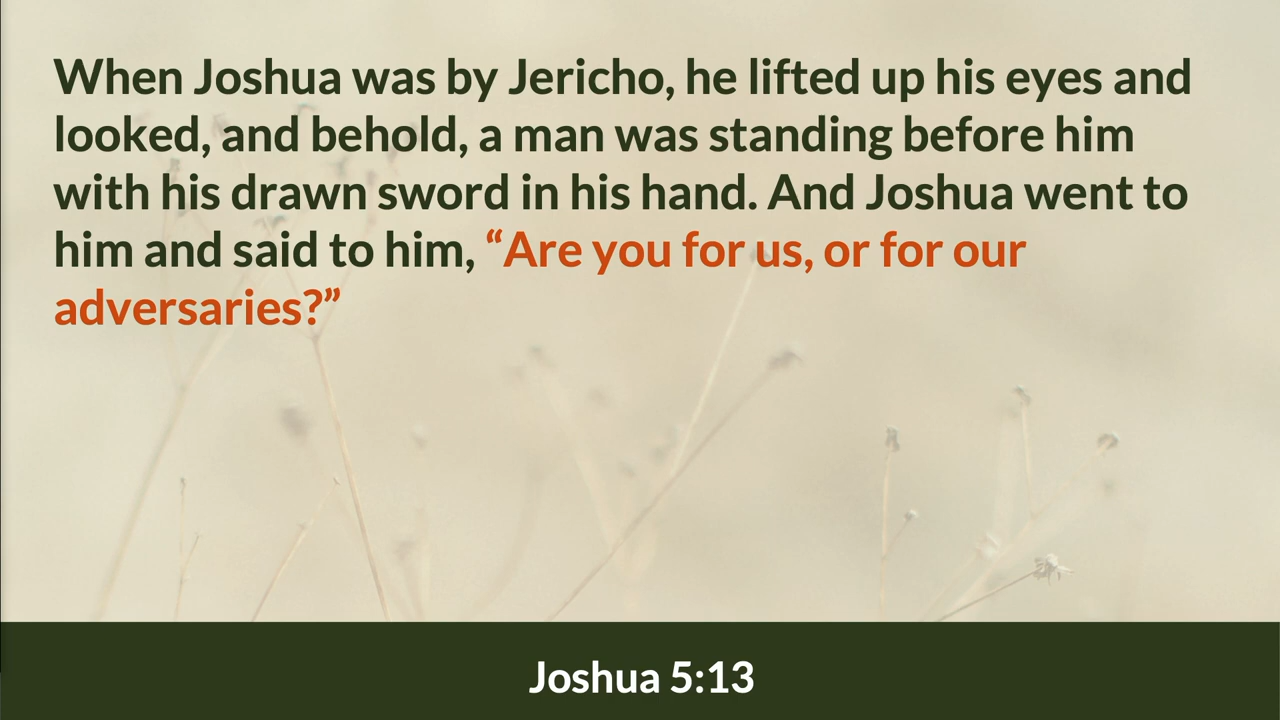 When Joshua was by Jericho, he lifted up his eyes and
looked, and behold, a man was standing before him
with his drawn sword in his hand. And Joshua went to
him and said to him, “Are you for us, or for our
adversaries?”
Joshua 5:13